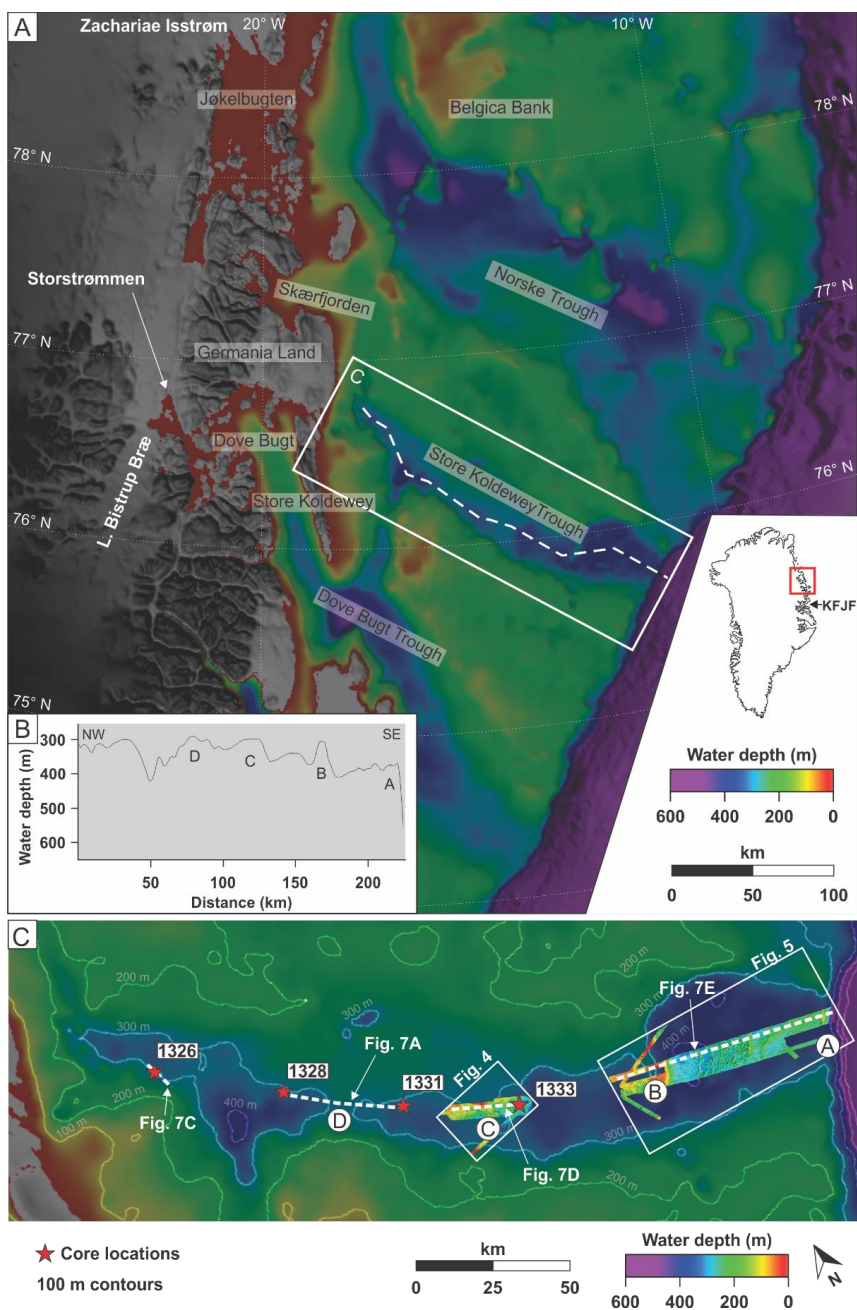 A
Zachariae Isstrøm
20° W
10° W
Jøkelbugten
Belgica Bank
78° N
78° N
Storstrømmen
Skærfjorden
Norske Trough
77° N
77° N
Germania Land
C
Dove Bugt
L. Bistrup Bræ
Store Koldewey
Store Koldewey Trough
76° N
76° N
Dove Bugt Trough
75° N
KFJF
Water depth (m)
600 400 200 0
km
0 50 100
B
NW
SE
300
400
500
600
Water depth (m)
D
C
B
A
50 100 150 200
Distance (km)
C
200 m
200 m
Fig. 5
300 m
300 m
Fig. 7E
300 m
400 m
1326
Fig. 7A
1328
1331
Fig. 4
1333
A
B
200 m
Fig. 7C
400 m
D
C
100 m
300 m
Fig. 7D
200 m
Core locations
100 m contours
km
0 25 50
Water depth (m)
600 400 200 0
N